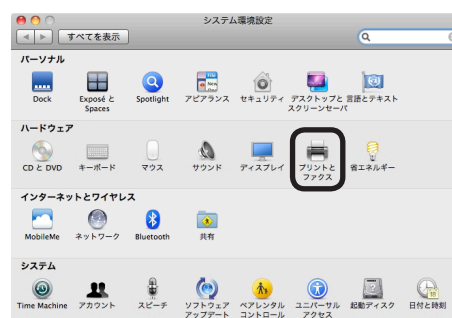 システム環境設定
すべてを表示
パーソナル
Dock
Exposé と
Spaces
Spotlight
アピアランス
セキュリティ
デスクトップと
スクリーンセーバ
言語とテキスト
ハードウェア
CD と DVD
キーボード
マウス
サウンド
ディスプレイ
プリントと
ファクス
省エネルギー
インターネットとワイヤレス
MobileMe
ネットワーク
Bluetooth
共有
システム
Time Machine
アカウント
スピーチ
ソフトウェア
アップデート
ペアレンタル
コントロール
ユニバーサル
アクセス
起動ディスク
日付と時刻